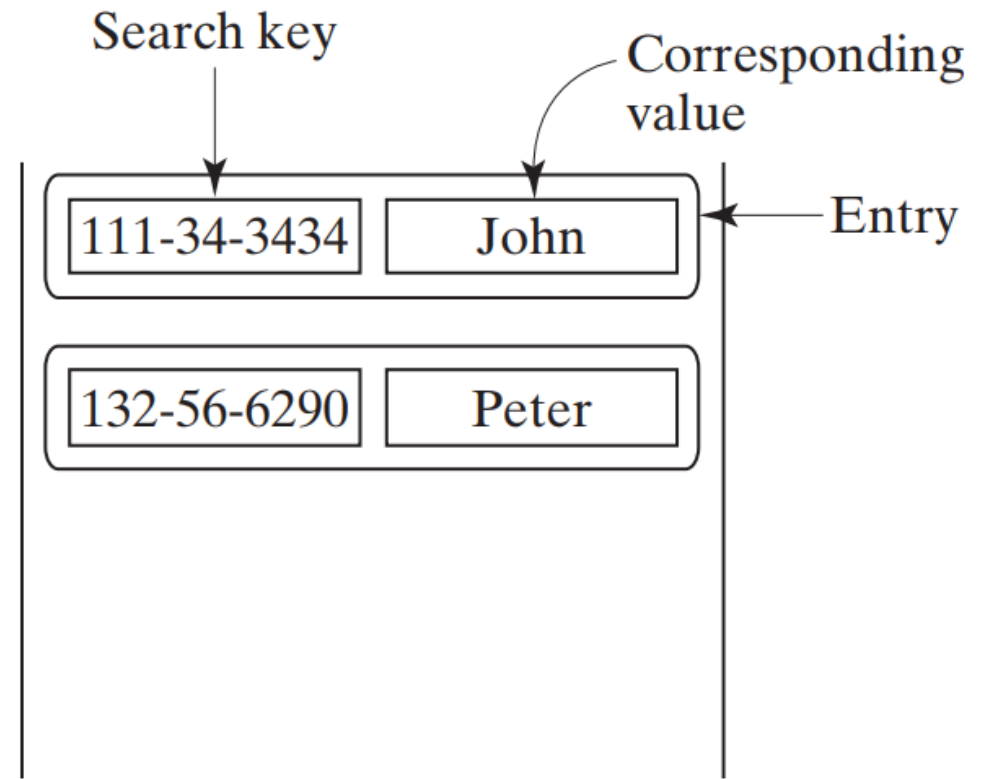 Search key
Corresponding
value
111-34-3434 John
Entry
132-56-6290 Peter